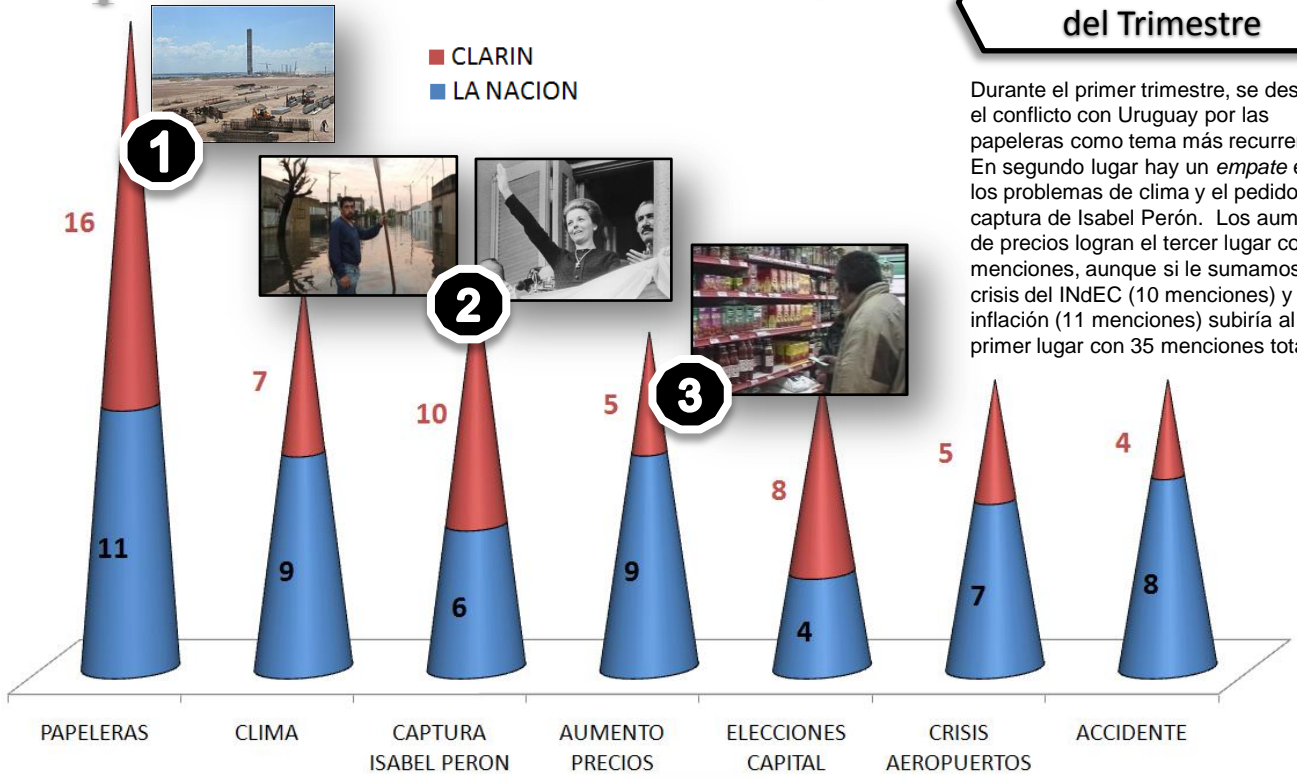 CLARIN
LA NACION
del Trimestre
Durante el primer trimestre, se des
el conflicto con Uruguay por las
papeleras como tema más recurre
En segundo lugar hay un empate e
los problemas de clima y el pedido
captura de Isabel Perón. Los aum
de precios logran el tercer lugar co
menciones, aunque si le sumamos
crisis del INdEC (10 menciones) y
inflación (11 menciones) subiría al
primer lugar con 35 menciones tota
1
2
3
16
7
10
5
8
5
4
11
9
6
9
4
7
8
PAPELERAS
CLIMA
CAPTURA
ISABEL PERON
AUMENTO
PRECIOS
ELECCIONES
CAPITAL
CRISIS
AEROPUERTOS
ACCIDENTE